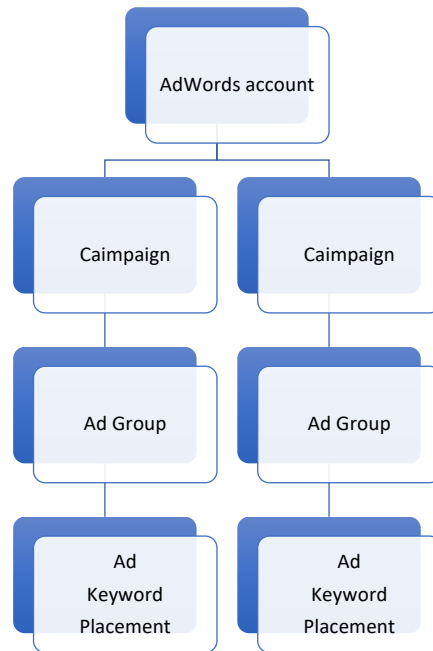 AdWords account
Caimpaign
Caimpaign
Ad Group
Ad Group
Ad
Keyword
Placement
Ad
Keyword
Placement